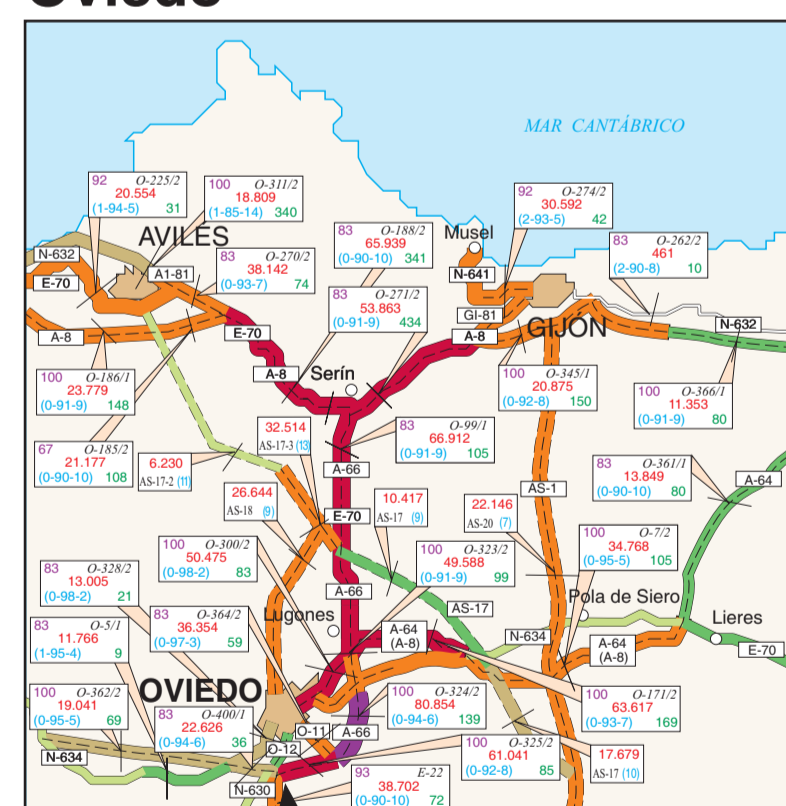 Oviedo
MAR CANTÁBRICO
92 O-225/2
20.554
(1-94-5) 31
100 O-311/2
18.809
(1-85-14) 340
92 O-274/2
30.592
(2-93-5) 42
AVILÉS
83 O-188/2
65.939
(0-90-10) 341
Musel
83 O-262/2
461
(2-90-8) 10
N-632
E-70
A1-81
83 O-270/2
38.142
(0-93-7) 74
N-641
83 O-271/2
53.863
(0-91-9) 434
GI-81
GIJÓN
N-632
A-8
E-70
A-8
A-8
Serín
100 O-186/1
23.779
(0-91-9) 148
100 O-345/1
20.875
(0-92-8) 150
100 O-366/1
11.353
(0-91-9) 80
67 O-185/2
21.177
(0-90-10) 108
32.514
AS-17-3 (13)
83 O-99/1
66.912
(0-91-9) 105
6.230
AS-17-2 (11)
A-66
83 O-361/1
13.849
(0-90-10) 80
A-64
26.644
AS-18 (9)
10.417
AS-17 (9)
AS-1
22.146
AS-20 (7)
E-70
100 O-7/2
34.768
(0-95-5) 105
100 O-300/2
50.475
(0-98-2) 83
100 O-323/2
49.588
(0-91-9) 99
83 O-328/2
13.005
(0-98-2) 21
A-66
Pola de Siero
83 O-364/2
36.354
(0-97-3) 59
Lugones
AS-17
Lieres
83 O-5/1
11.766
(1-95-4) 9
A-64
(A-8)
N-634
A-64
(A-8)
E-70
OVIEDO
100 O-362/2
19.041
(0-95-5) 69
100 O-324/2
80.854
(0-94-6) 139
100 O-171/2
63.617
(0-93-7) 169
83 O-400/1
22.626
(0-94-6) 36
O-11
A-66
O-12
100 O-325/2
61.041
(0-92-8) 85
17.679
AS-17 (10)
N-634
93 E-22
38.702
(0-90-10) 72
N-630